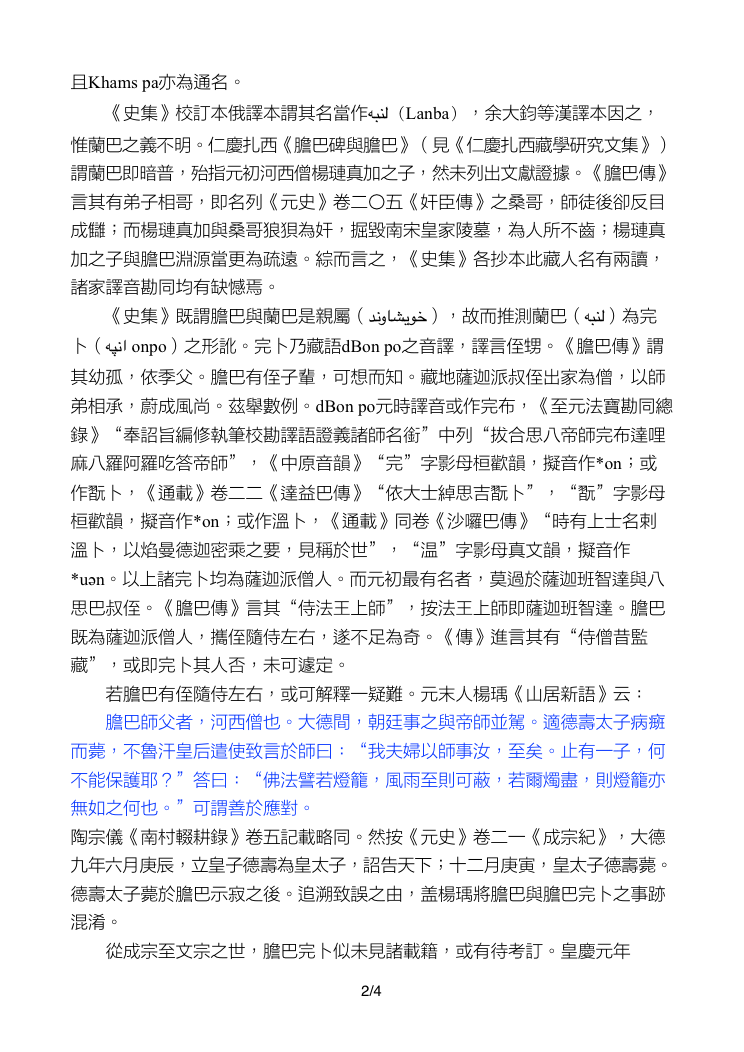 且Khams pa亦為通名。
《史集》校訂本俄譯本謂其名當作لنبه（Lanba），余大鈞等漢譯本因之，
惟蘭巴之義不明。仁慶扎西《膽巴碑與膽巴》（見《仁慶扎西藏學研究文集》）
謂蘭巴即暗普，殆指元初河西僧楊璉真加之子，然未列出文獻證據。《膽巴傳》
言其有弟子相哥，即名列《元史》卷二〇五《奸臣傳》之桑哥，師徒後卻反目
成讎；而楊璉真加與桑哥狼狽為奸，掘毀南宋皇家陵墓，為人所不齒；楊璉真
加之子與膽巴淵源當更為疏遠。綜而言之，《史集》各抄本此藏人名有兩讀，
諸家譯音勘同均有缺憾焉。
《史集》既謂膽巴與蘭巴是親屬（خویشاوند），故而推測蘭巴（لنبه）為完
卜（انپه onpo）之形訛。完卜乃藏語dBon po之音譯，譯言侄甥。《膽巴傳》謂
其幼孤，依季父。膽巴有侄子輩，可想而知。藏地薩迦派叔侄出家為僧，以師
弟相承，蔚成風尚。茲舉數例。dBon po元時譯音或作完布，《至元法寶勘同總
錄》“奉詔旨編修執筆校勘譯語證義諸師名銜”中列“拔合思八帝師完布達哩
麻八羅阿羅吃答帝師”，《中原音韻》“完”字影母桓歡韻，擬音作*on；或
作翫卜，《通載》卷二二《達益巴傳》“依大士綽思吉翫卜”，“翫”字影母
桓歡韻，擬音作*on；或作溫卜，《通載》同卷《沙囉巴傳》“時有上士名刺
溫卜，以焰曼德迦密乘之要，見稱於世”，“温”字影母真文韻，擬音作
*uən。以上諸完卜均為薩迦派僧人。而元初最有名者，莫過於薩迦班智達與八
思巴叔侄。《膽巴傳》言其“侍法王上師”，按法王上師即薩迦班智達。膽巴
既為薩迦派僧人，攜侄隨侍左右，遂不足為奇。《傳》進言其有“侍僧昔監
藏”，或即完卜其人否，未可遽定。
若膽巴有侄隨侍左右，或可解釋一疑難。元末人楊瑀《山居新語》云：
膽巴師父者，河西僧也。大德間，朝廷事之與帝師並駕。適德壽太子病癍
而薨，不魯汗皇后遣使致言於師曰：“我夫婦以師事汝，至矣。止有一子，何
不能保護耶？”答曰：“佛法譬若燈籠，風雨至則可蔽，若爾燭盡，則燈籠亦
無如之何也。”可謂善於應對。
陶宗儀《南村輟耕錄》卷五記載略同。然按《元史》卷二一《成宗紀》，大德
九年六月庚辰，立皇子德壽為皇太子，詔告天下；十二月庚寅，皇太子德壽薨。
德壽太子薨於膽巴示寂之後。追溯致誤之由，盖楊瑀將膽巴與膽巴完卜之事跡
混淆。
從成宗至文宗之世，膽巴完卜似未見諸載籍，或有待考訂。皇慶元年
2/4